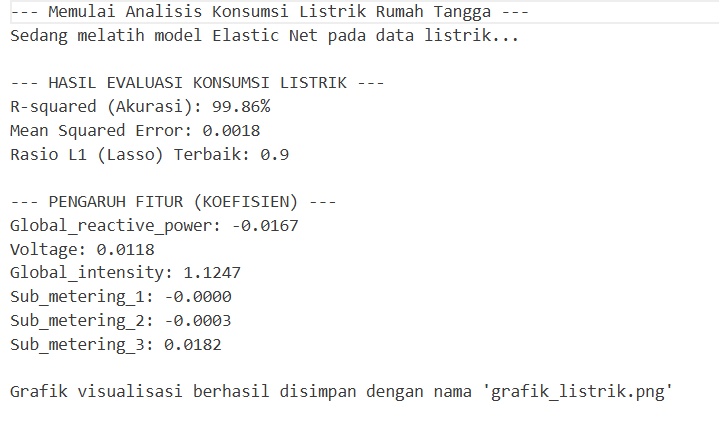 --- Memulai Analisis Konsumsi Listrik Rumah Tangga ---
Sedang melatih model Elastic Net pada data listrik...
--- HASIL EVALUASI KONSUMSI LISTRIK ---
R-squared (Akurasi): 99.86%
Mean Squared Error: 0.0018
Rasio L1 (Lasso) Terbaik: 0.9
--- PENGARUH FITUR (KOEFISIEN) ---
Global_reactive_power: -0.0167
Voltage: 0.0118
Global_intensity: 1.1247
Sub_metering_1: -0.0000
Sub_metering_2: -0.0003
Sub_metering_3: 0.0182
Grafik visualisasi berhasil disimpan dengan nama 'grafik_listrik.png'